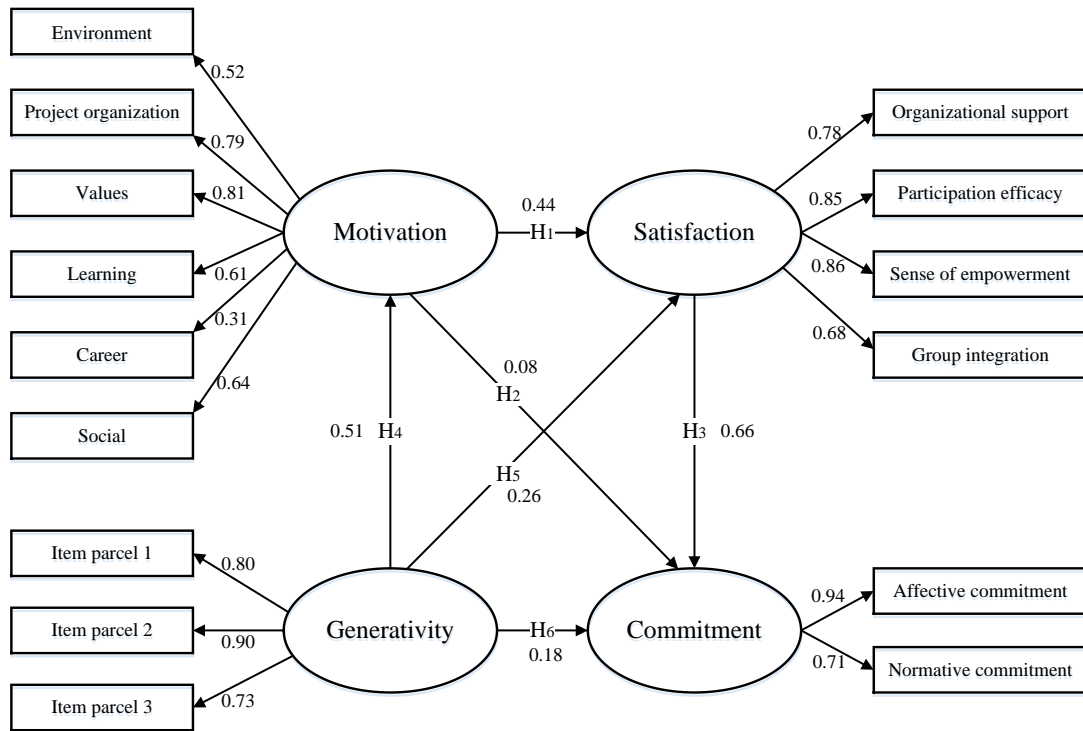 Environment
0.52
Project organization
0.79
Values
0.81
Learning
0.61
Career
0.31
Social
0.64
Motivation
0.44
H1
Satisfaction
0.78
Organizational support
0.85
Participation efficacy
0.86
Sense of empowerment
0.68
Group integration
0.08
H2
0.51
H4
H3
0.66
H5
0.26
Item parcel 1
0.80
Item parcel 2
0.90
Item parcel 3
0.73
Generativity
H6
0.18
Commitment
0.94
Affective commitment
0.71
Normative commitment